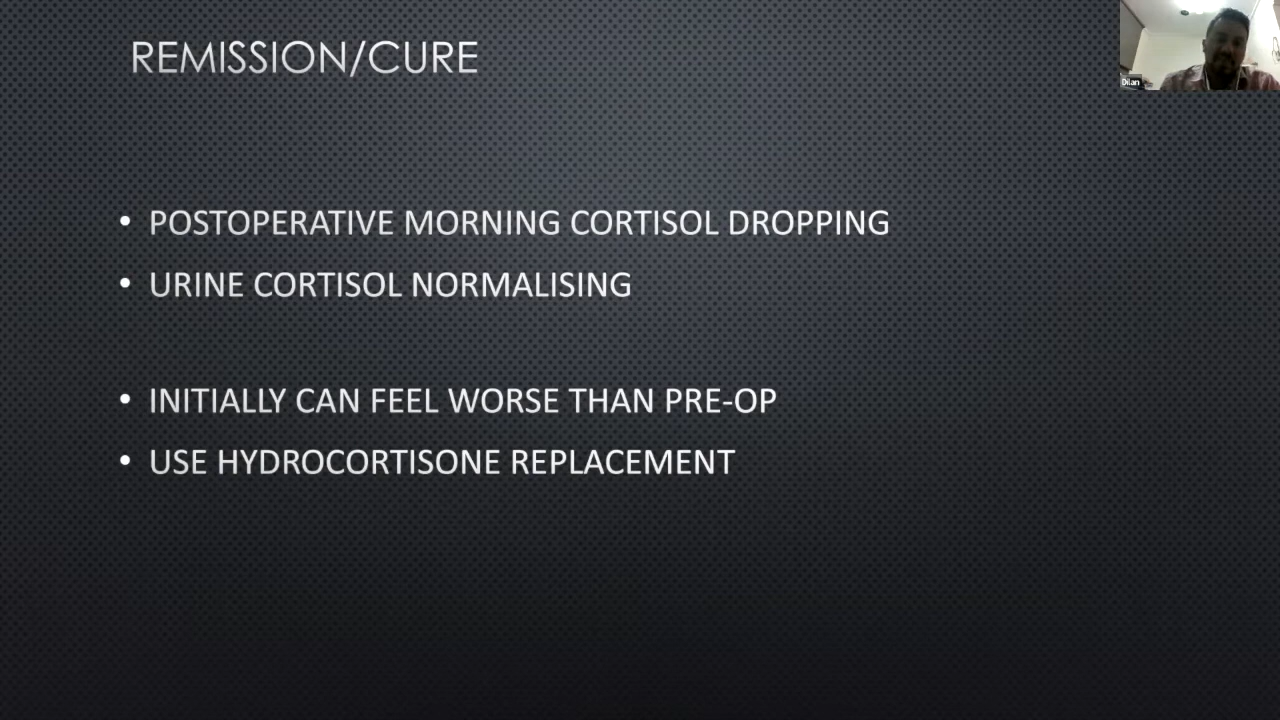 REMISSION/CURE
Dilan
• POSTOPERATIVE MORNING CORTISOL DROPPING
• URINE CORTISOL NORMALISING
• INITIALLY CAN FEEL WORSE THAN PRE-OP
• USE HYDROCORTISONE REPLACEMENT